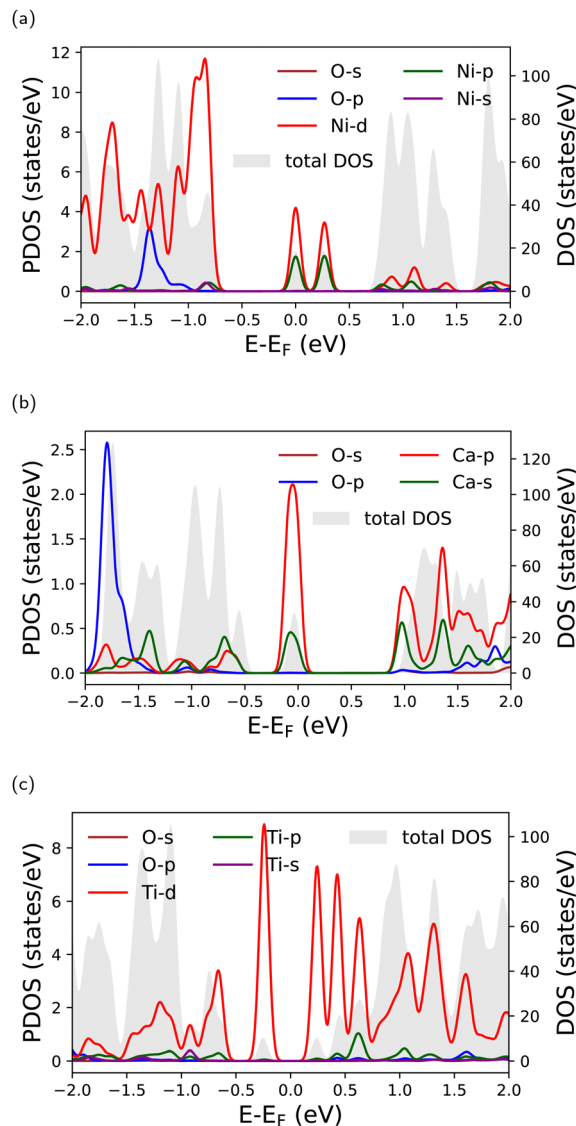 (a)
12
10
8
6
4
2
0
PDOS (states/eV)
O-s
O-p
Ni-d
Ni-p
Ni-s
total DOS
100
80
60
40
20
0
DOS (states/eV)
−2.0 −1.5 −1.0 −0.5 0.0 0.5 1.0 1.5 2.0
E-EF (eV)
(b)
2.5
2.0
1.5
1.0
0.5
0.0
PDOS (states/eV)
O-s
O-p
Ca-p
Ca-s
total DOS
120
100
80
60
40
20
0
DOS (states/eV)
−2.0 −1.5 −1.0 −0.5 0.0 0.5 1.0 1.5 2.0
E-EF (eV)
(c)
8
6
4
2
0
PDOS (states/eV)
O-s
O-p
Ti-d
Ti-p
Ti-s
total DOS
100
80
60
40
20
0
DOS (states/eV)
−2.0 −1.5 −1.0 −0.5 0.0 0.5 1.0 1.5 2.0
E-EF (eV)